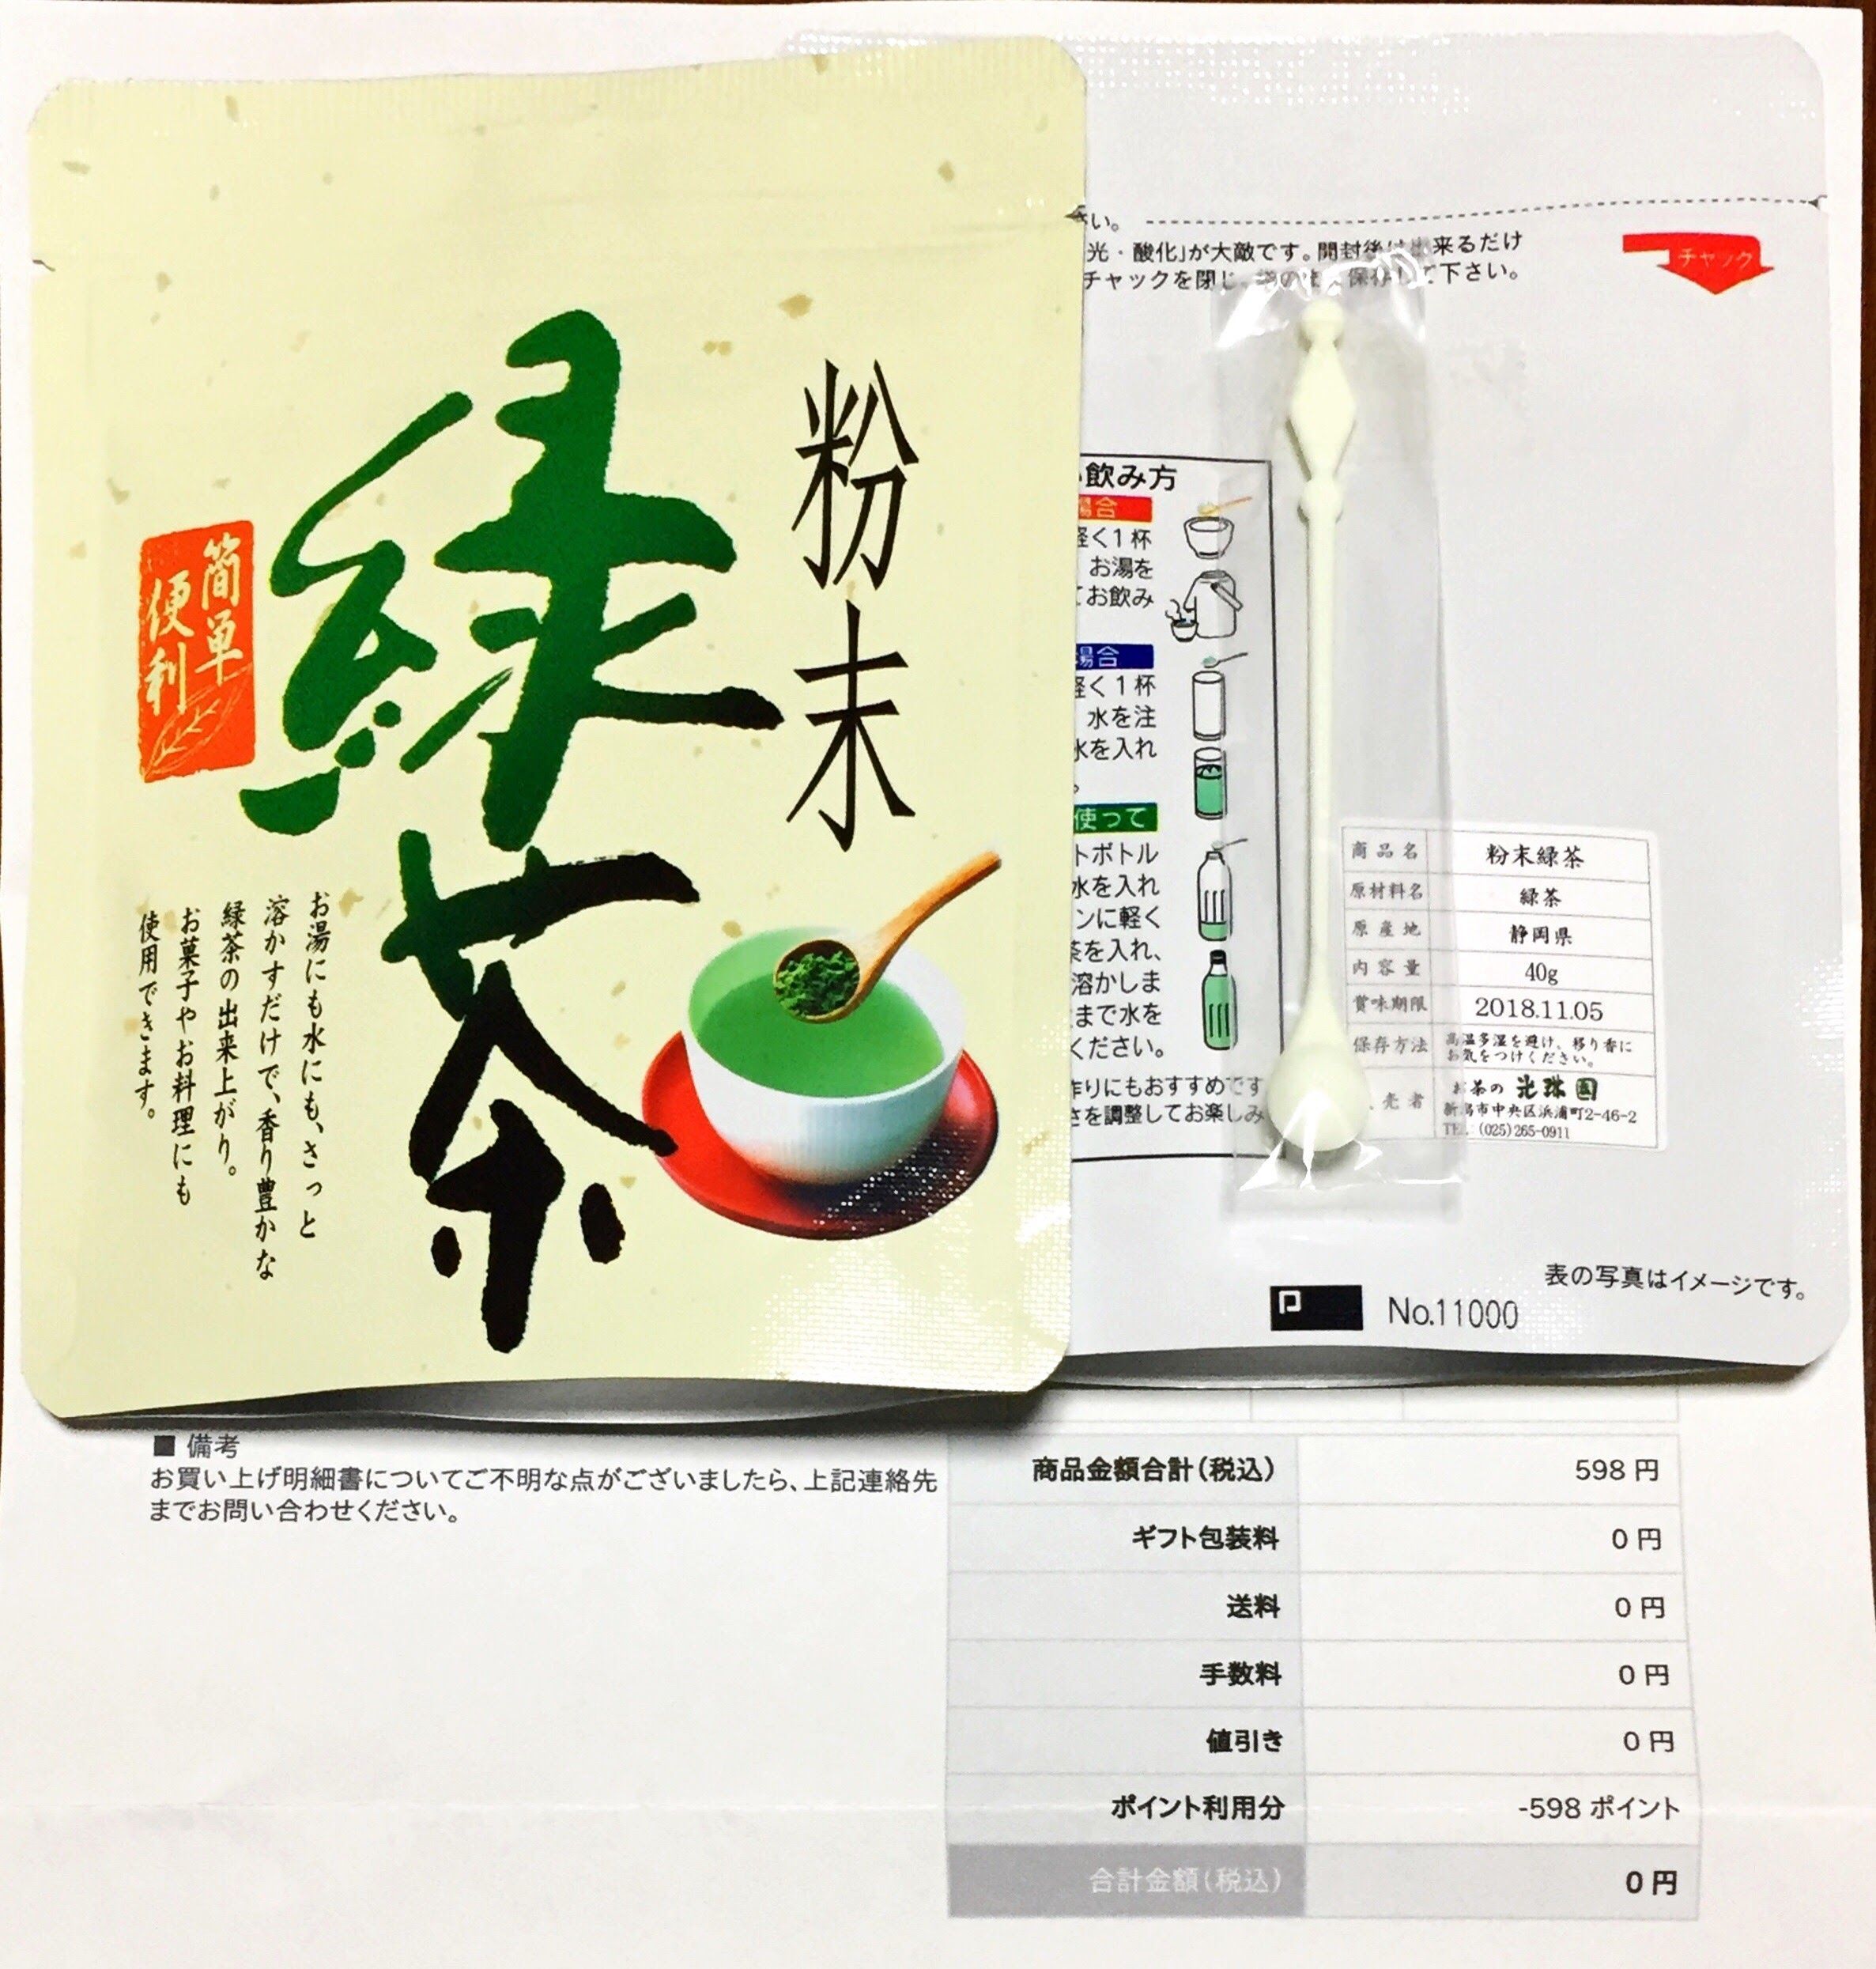 粉末
緑茶
簡単
便利
お湯にも水にも、さっと
溶かすだけで、香り豊かな
緑茶の出来上がり。
お菓子やお料理にも
使用できます。
さい。
光・酸化」が大敵です。開封後は出来るだけ
チャックを閉じ、保存して下さい。
チャック
飲み方
場合
軽く1杯
お湯を
てお飲み
場合
軽く1杯
水を注
水を入れ
。
使って
トボトル
水を入れ
ンに軽く
茶を入れ、
溶かしま
まで水を
ください。
作りにもおすすめです
さを調整してお楽しみ
商品名 粉末緑茶
原材料名 緑茶
原産地 静岡県
内容量 40g
賞味期限 2018.11.05
保存方法 高温多湿を避け、移り香に
お気をつけください。
売者 お茶の 光珠園
新潟市中央区浜浦町2-46-2
TEL:(025)265-0911
表の写真はイメージです。
P No.11000
■ 備考
お買い上げ明細書についてご不明な点がございましたら、上記連絡先
までお問い合わせください。
商品金額合計(税込) 598 円
ギフト包装料 0 円
送料 0 円
手数料 0 円
値引き 0 円
ポイント利用分 -598 ポイント
合計金額(税込) 0 円